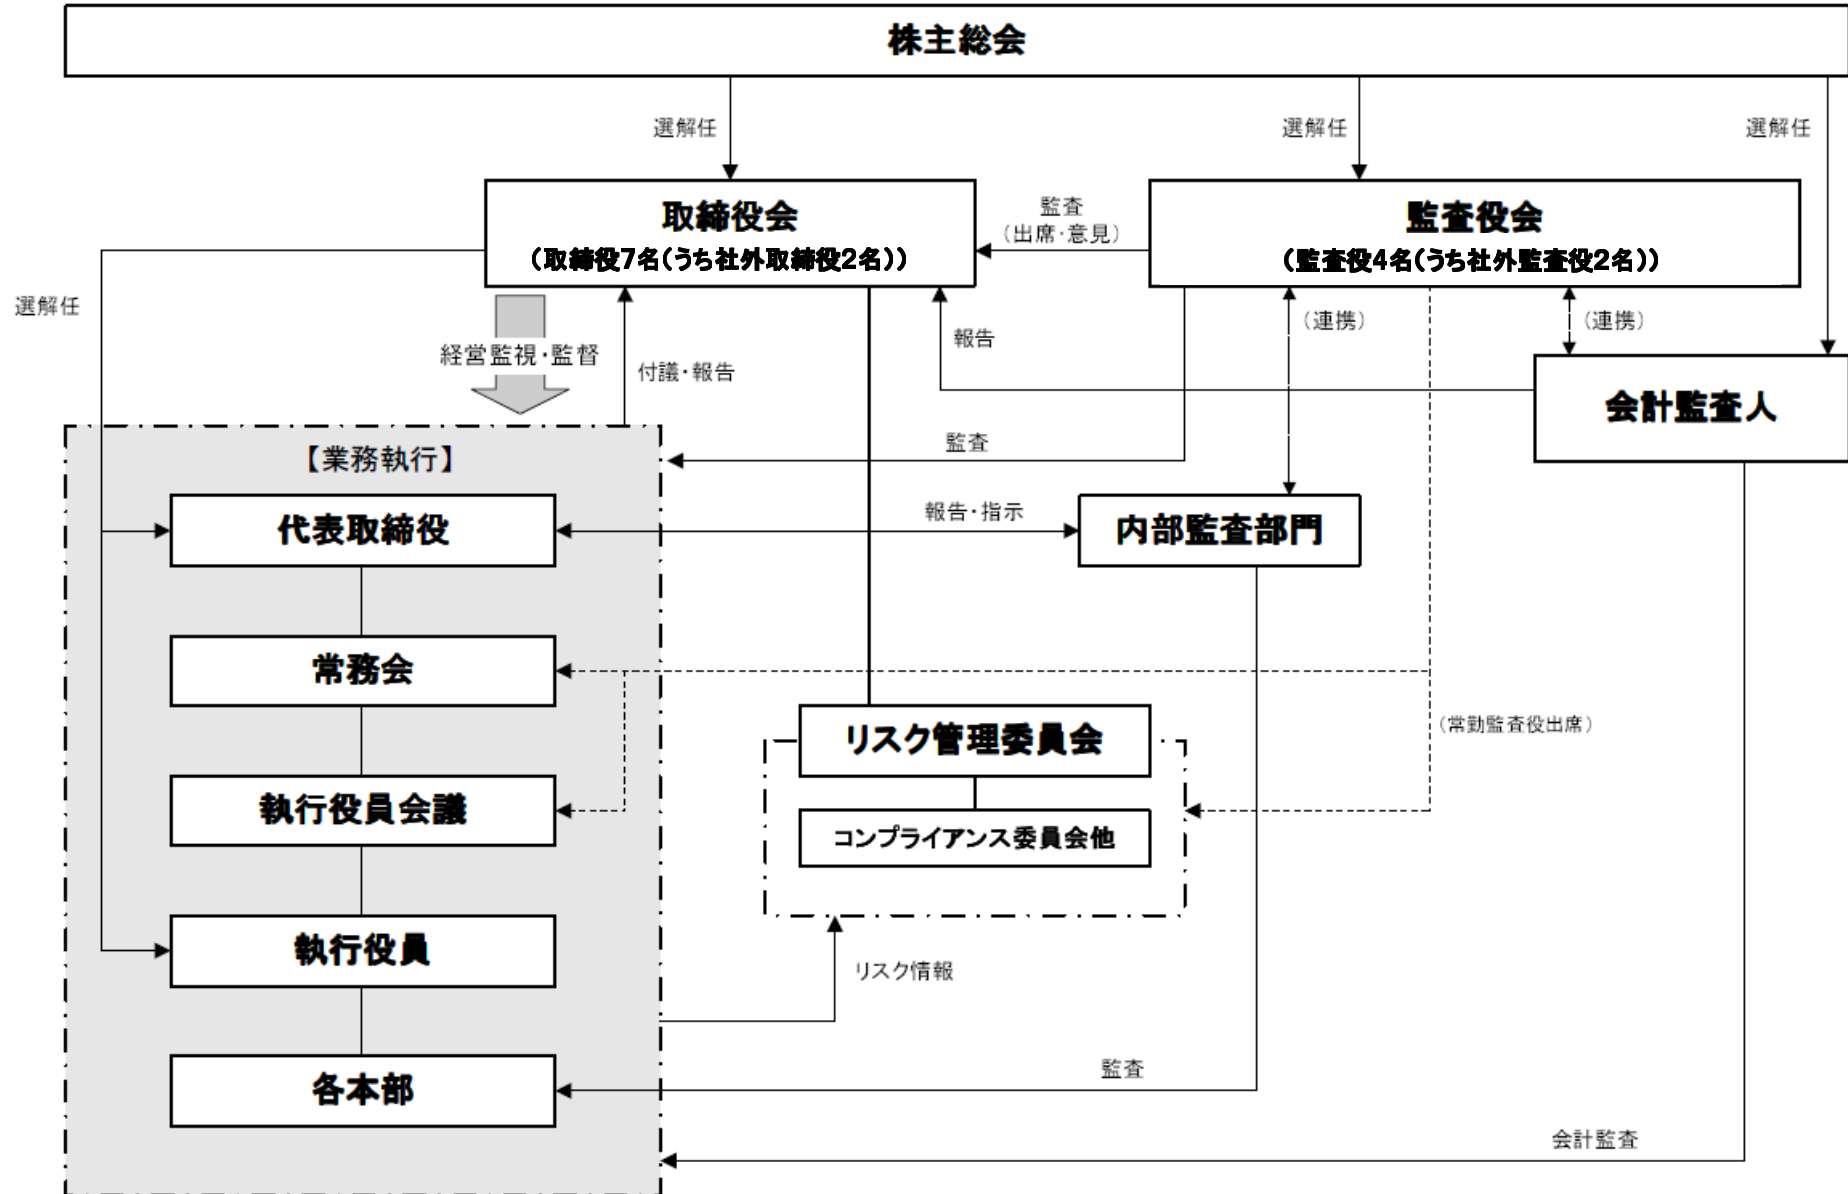 株主総会
選解任
選解任
選解任
取締役会
（取締役7名（うち社外取締役2名））
監査
（出席・意見）
監査役会
（監査役4名（うち社外監査役2名））
選解任
経営監視・監督
付議・報告
報告
（連携）
（連携）
会計監査人
【業務執行】
監査
代表取締役
報告・指示
内部監査部門
常務会
リスク管理委員会
（常勤監査役出席）
執行役員会議
コンプライアンス委員会他
執行役員
リスク情報
各本部
監査
会計監査